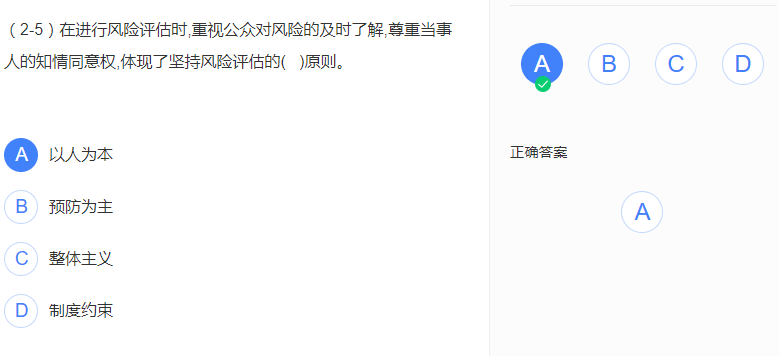 （2-5）在进行风险评估时,重视公众对风险的及时了解,尊重当事
人的知情同意权,体现了坚持风险评估的( )原则。
A 以人为本
B 预防为主
C 整体主义
D 制度约束
A B C D
正确答案
A